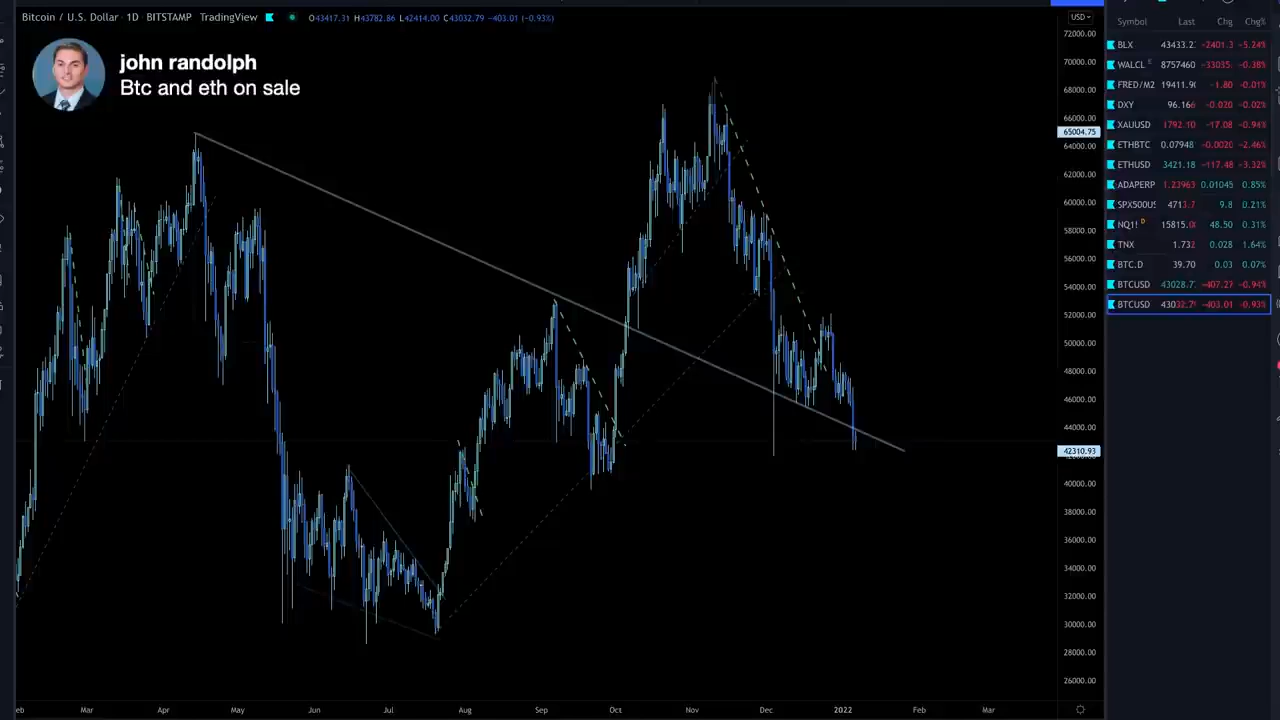 Bitcoin / U.S. Dollar · 1D · BITSTAMP TradingView O43417.31 H43782.86 L42414.00 C43032.79 -403.01 (-0.93%)
john randolph
Btc and eth on sale
USD
72000.00
70000.00
68000.00
66000.00
65004.75
64000.00
62000.00
60000.00
58000.00
56000.00
54000.00
52000.00
50000.00
48000.00
46000.00
44000.00
42310.93
40000.00
38000.00
36000.00
34000.00
32000.00
30000.00
28000.00
26000.00
Mar Apr May Jun Jul Aug Sep Oct Nov Dec 2022 Feb Mar
Symbol Last Chg Chg%
BLX -2401.3 -5.24%
WALCL E 8757460 -33035. -0.38%
FRED/M2 -1.80 -0.01%
DXY 96.166 -0.020 -0.02%
XAUUSD 1792.10 -17.08 -0.94%
ETHBTC 0.07948 -0.0020 -2.46%
ETHUSD 3421.18 -117.48 -3.32%
ADAPERP 1.23963 0.01045 0.85%
SPX500US 4713.7 9.8 0.21%
NQ1! D 48.50 0.31%
TNX 1.732 0.028 1.64%
BTC.D 39.70 0.03 0.07%
BTCUSD -407.27 -0.94%
BTCUSD -403.01 -0.93%